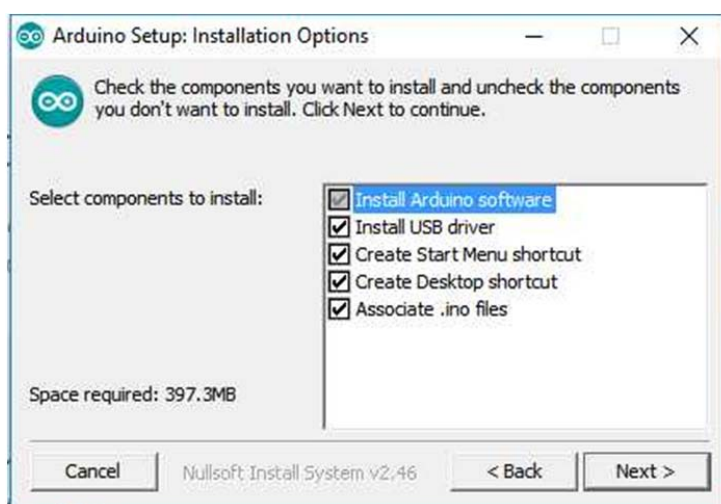 Arduino Setup: Installation Options
Check the components you want to install and uncheck the components
you don't want to install. Click Next to continue.
Select components to install:
Install Arduino software
Install USB driver
Create Start Menu shortcut
Create Desktop shortcut
Associate .ino files
Space required: 397.3MB
Cancel
Nullsoft Install System v2.46
< Back
Next >